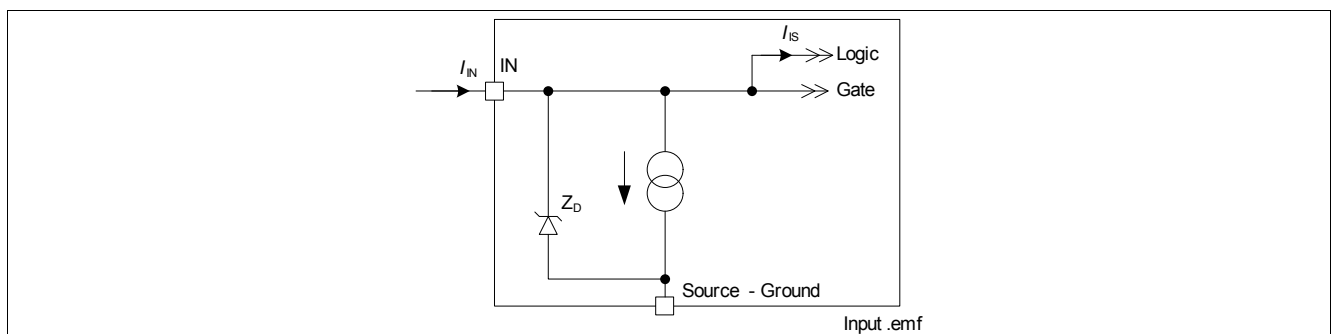 I_IS
Logic
I_IN IN
Gate
Z_D
Source - Ground
Input .emf